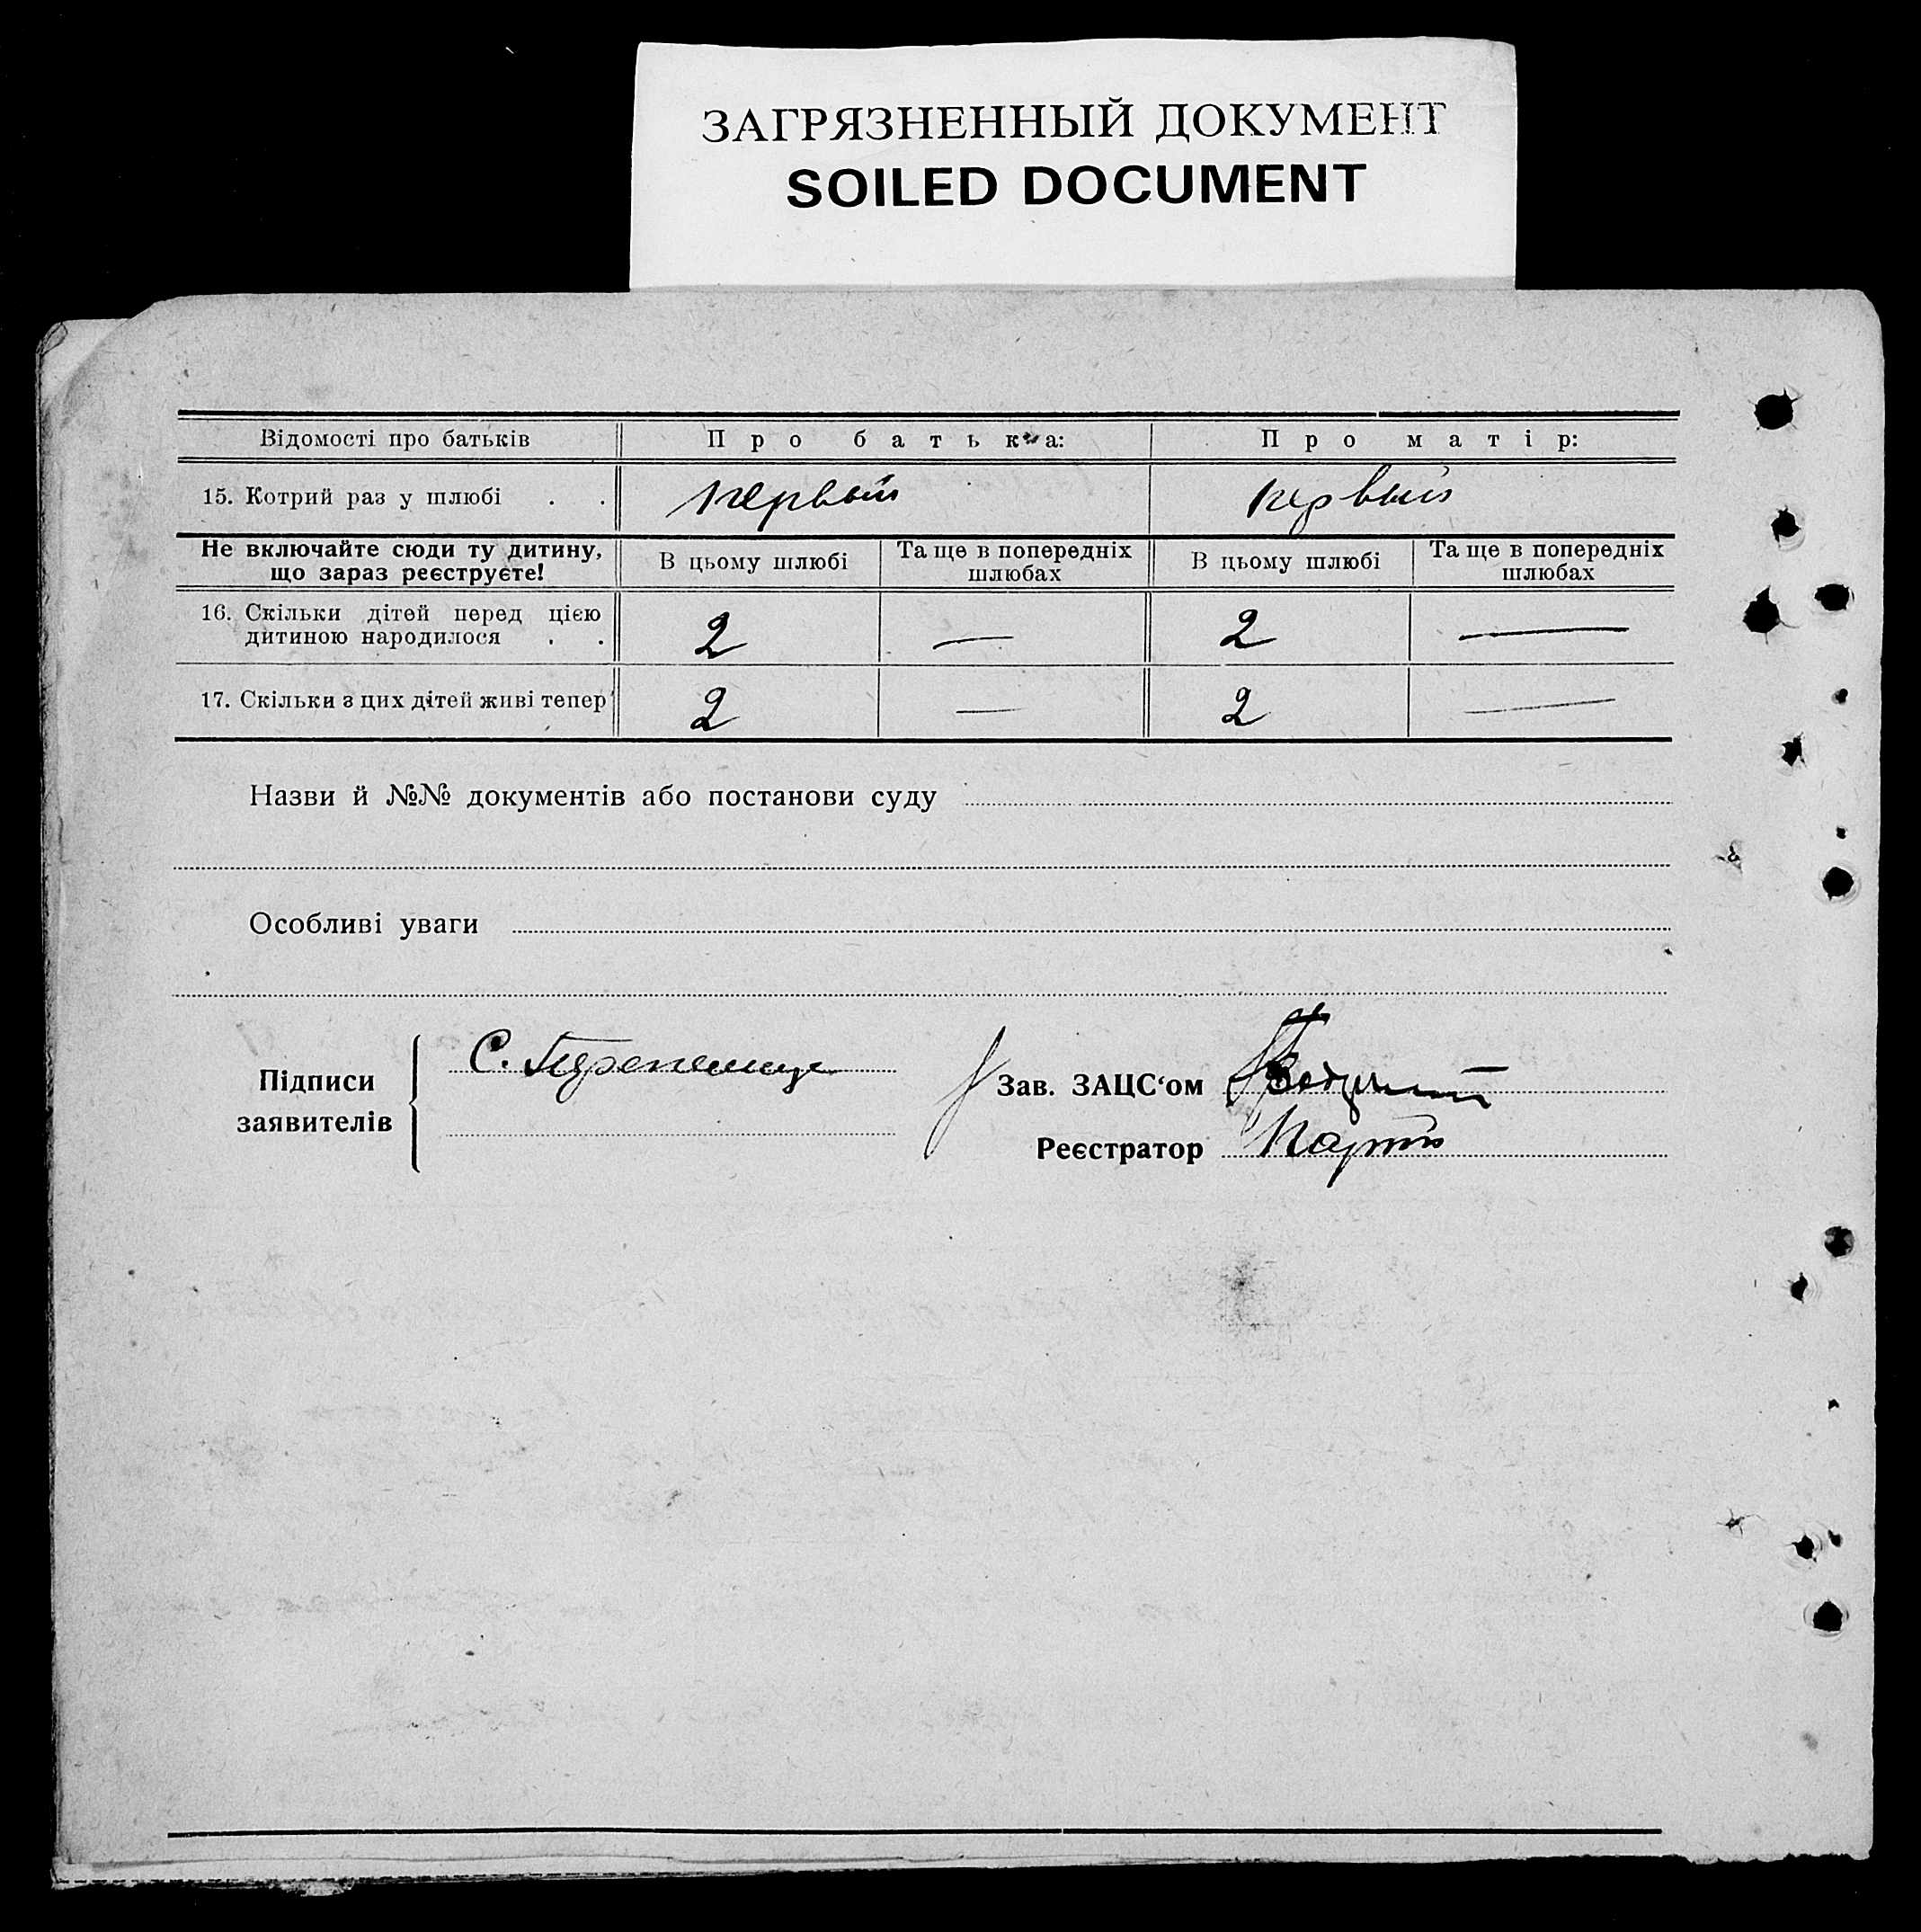 ЗАГРЯЗНЕННЫЙ ДОКУМЕНТ
SOILED DOCUMENT
Відомості про батьків Про батька: Про матір:
15. Котрий раз у шлюбі . . первый первый
Не включайте сюди ту дитину, що зараз реєструєте! В цьому шлюбі Та ще в попередніх шлюбах В цьому шлюбі Та ще в попередніх шлюбах
16. Скільки дітей перед цією дитиною народилося . . 2 — 2 —
17. Скільки з цих дітей живі тепер 2 — 2 —
Назви й №№ документів або постанови суду
Особливі уваги
Підписи заявителів С.
Зав. ЗАЦС‘ом
Реєстратор